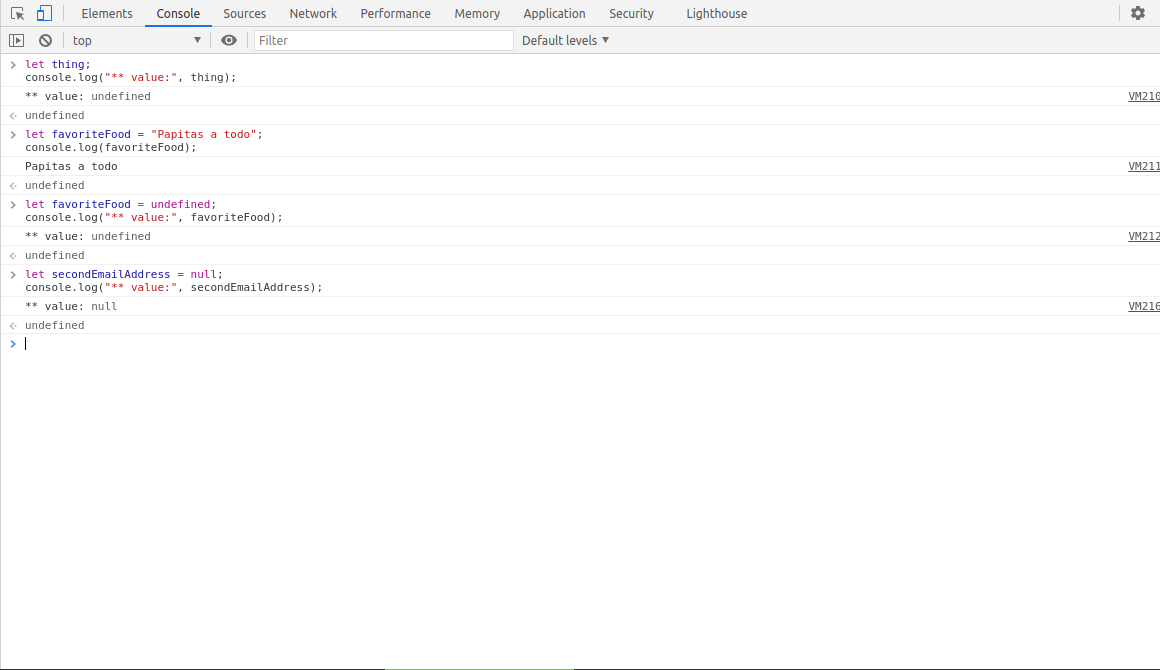 Elements Console Sources Network Performance Memory Application Security Lighthouse
top Filter Default levels
let thing;
console.log("** value:", thing);
** value: undefined VM210
undefined
let favoriteFood = "Papitas a todo";
console.log(favoriteFood);
Papitas a todo VM211
undefined
let favoriteFood = undefined;
console.log("** value:", favoriteFood);
** value: undefined VM212
undefined
let secondEmailAddress = null;
console.log("** value:", secondEmailAddress);
** value: null VM216
undefined